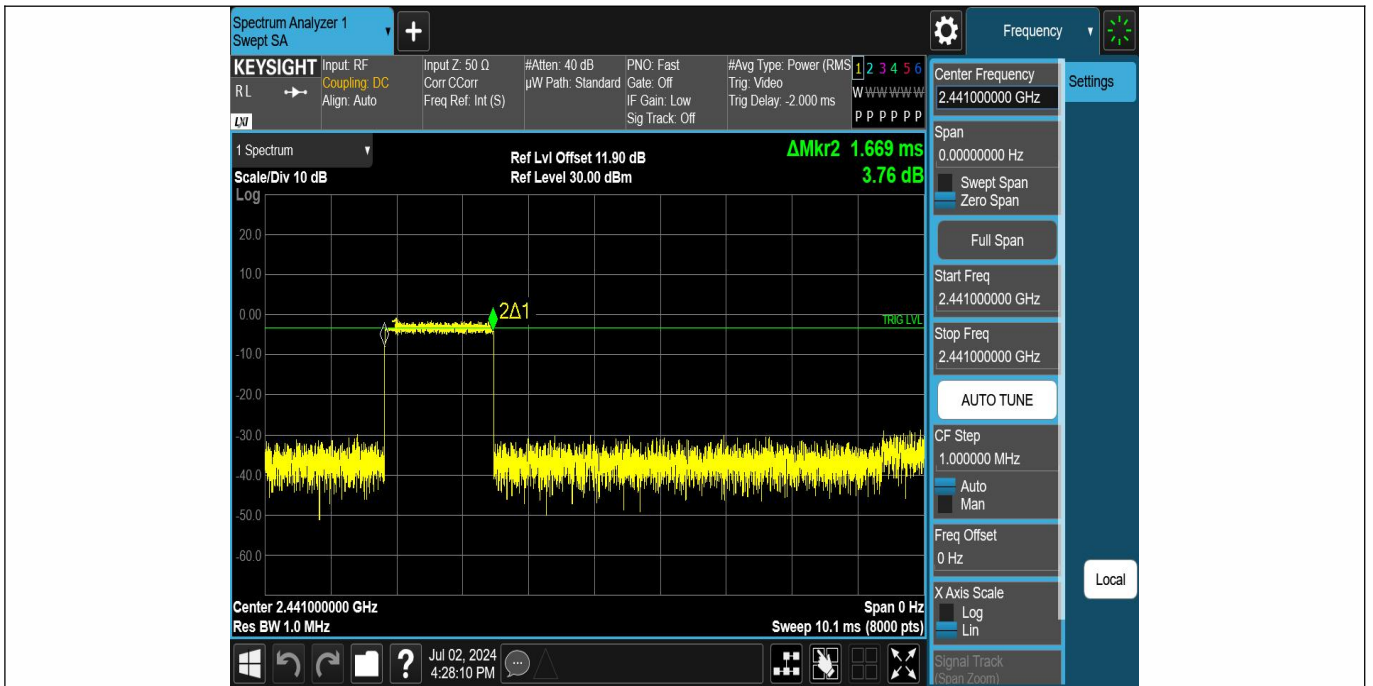 Spectrum Analyzer 1
Swept SA
Frequency
KEYSIGHT
RL
LXI
Input: RF
Coupling: DC
Align: Auto
Input Z: 50 Ω
Corr CCorr
Freq Ref: Int (S)
#Atten: 40 dB
µW Path: Standard
PNO: Fast
Gate: Off
IF Gain: Low
Sig Track: Off
#Avg Type: Power (RMS
Trig: Video
Trig Delay: -2.000 ms
1 2 3 4 5 6
W W W W W W
P P P P P P
1 Spectrum
Scale/Div 10 dB
Ref Lvl Offset 11.90 dB
Ref Level 30.00 dBm
ΔMkr2 1.669 ms
3.76 dB
Log
20.0
10.0
0.00
-10.0
-20.0
-30.0
-40.0
-50.0
-60.0
1
2Δ1
TRIG LVL
Center 2.441000000 GHz
Res BW 1.0 MHz
Span 0 Hz
Sweep 10.1 ms (8000 pts)
Center Frequency
2.441000000 GHz
Settings
Span
0.00000000 Hz
Swept Span
Zero Span
Full Span
Start Freq
2.441000000 GHz
Stop Freq
2.441000000 GHz
AUTO TUNE
CF Step
1.000000 MHz
Auto
Man
Freq Offset
0 Hz
Local
X Axis Scale
Log
Lin
Signal Track
(Span Zoom)
?
Jul 02, 2024
4:28:10 PM